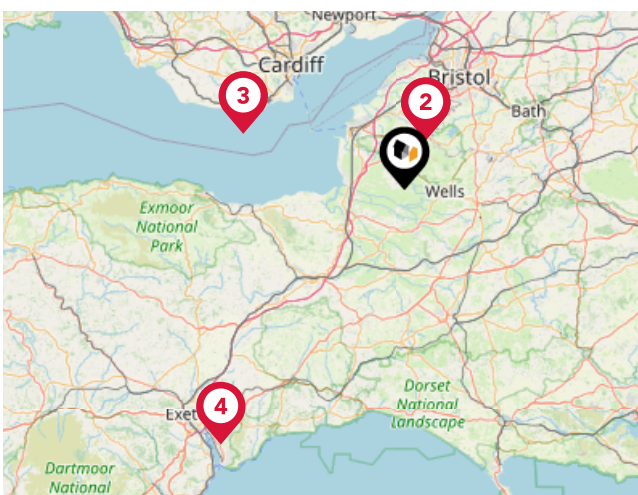 Newport
Cardiff
3
Bristol
2
Bath
Wells
Exmoor
National
Park
4
Exet
Dorset
National
Landscape
Dartmoor
National